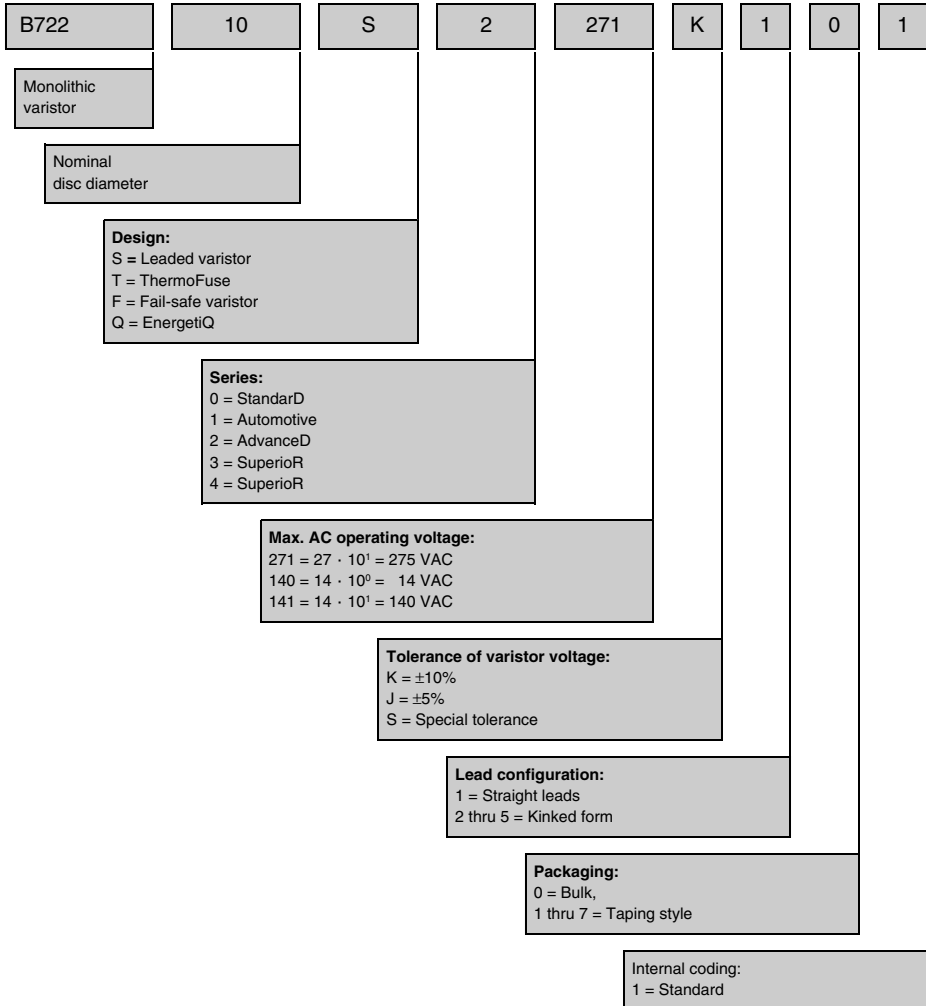 B722 10 S 2 271 K 1 0 1
Monolithic
varistor
Nominal
disc diameter
Design:
S = Leaded varistor
T = ThermoFuse
F = Fail-safe varistor
Q = EnergetiQ
Series:
0 = StandarD
1 = Automotive
2 = AdvanceD
3 = SuperioR
4 = SuperioR
Max. AC operating voltage:
271 = 27 · 10¹ = 275 VAC
140 = 14 · 10⁰ = 14 VAC
141 = 14 · 10¹ = 140 VAC
Tolerance of varistor voltage:
K = ±10%
J = ±5%
S = Special tolerance
Lead configuration:
1 = Straight leads
2 thru 5 = Kinked form
Packaging:
0 = Bulk,
1 thru 7 = Taping style
Internal coding:
1 = Standard